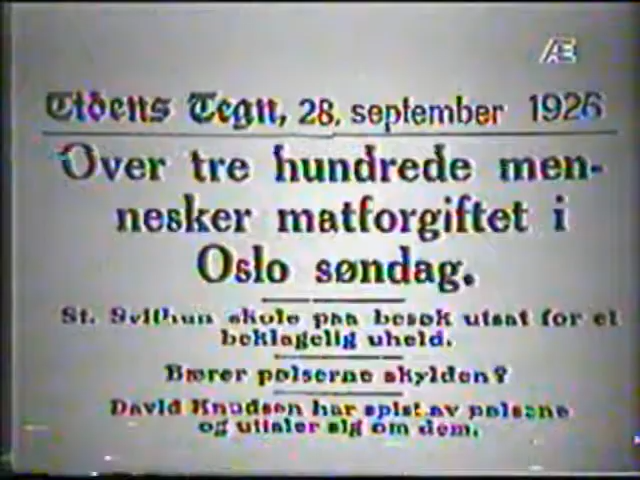 Æ
Tidens Tegn, 28. september 1926
Over tre hundrede men-
nesker matforgiftet i
Oslo søndag.
St. Svithun skole paa besøk utsat for et
beklagelig uheld.
Bærer pølserne skylden?
David Knudsen har spist av pølsene
og uttaler sig om dem.